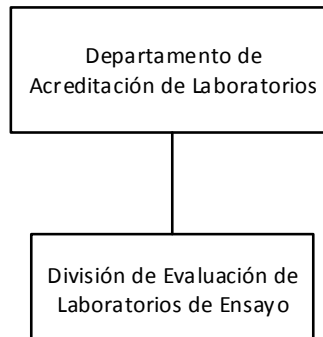 Departamento de
Acreditación de Laboratorios
División de Evaluación de
Laboratorios de Ensayo